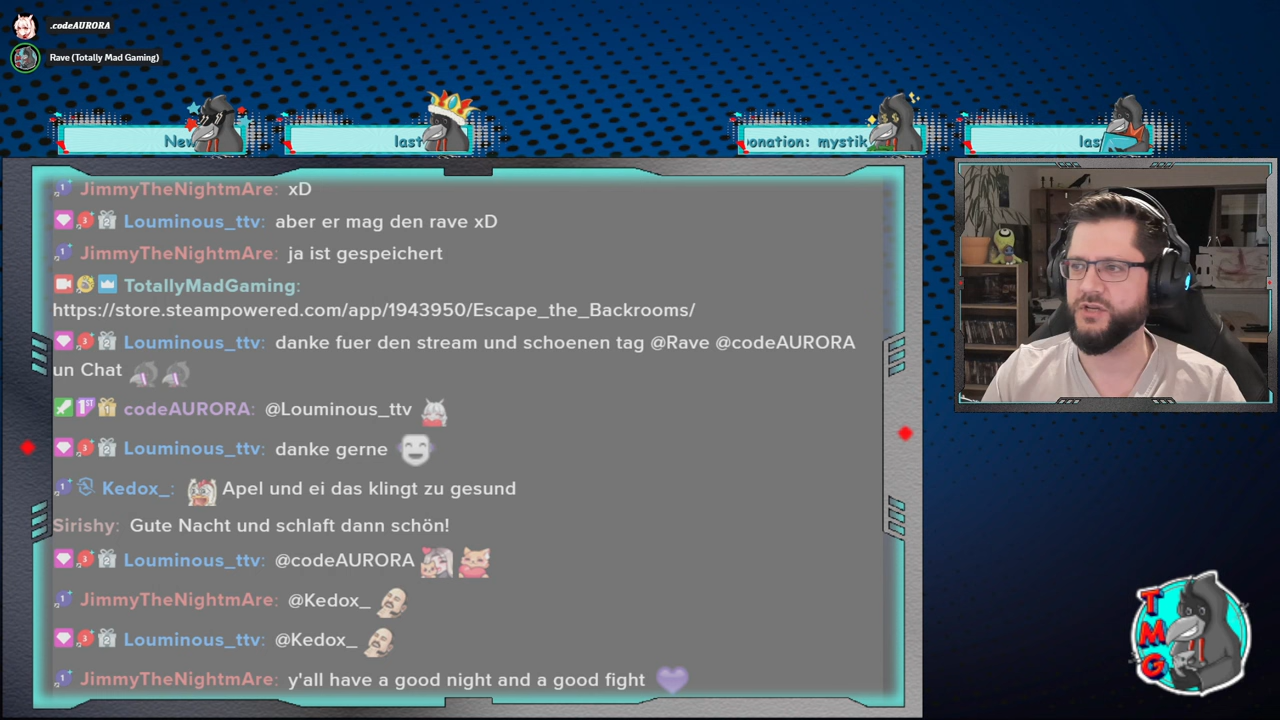 .codeAURORA
Rave (Totally Mad Gaming)
New
last
onation: mystik
las
JimmyTheNightmAre: xD
Louminous_ttv: aber er mag den rave xD
JimmyTheNightmAre: ja ist gespeichert
TotallyMadGaming:
https://store.steampowered.com/app/1943950/Escape_the_Backrooms/
Louminous_ttv: danke fuer den stream und schoenen tag @Rave @codeAURORA
un Chat
codeAURORA: @Louminous_ttv
Louminous_ttv: danke gerne
Kedox_: Apel und ei das klingt zu gesund
Sirishy: Gute Nacht und schlaft dann schön!
Louminous_ttv: @codeAURORA
JimmyTheNightmAre: @Kedox_
Louminous_ttv: @Kedox_
JimmyTheNightmAre: y'all have a good night and a good fight
TMG